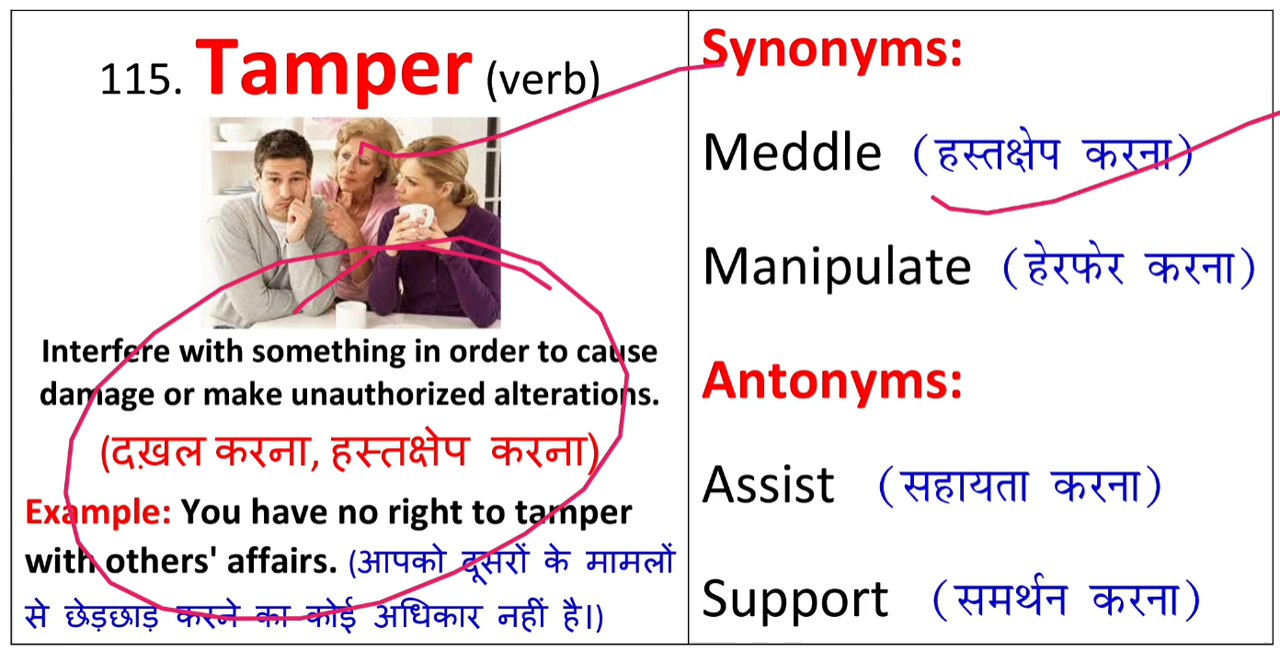 115. Tamper (verb)
Interfere with something in order to cause
damage or make unauthorized alterations.
(दख़ल करना, हस्तक्षेप करना)
Example: You have no right to tamper
with others' affairs. (आपको दूसरों के मामलों
से छेड़छाड़ करने का कोई अधिकार नहीं है।)
Synonyms:
Meddle (हस्तक्षेप करना)
Manipulate (हेरफेर करना)
Antonyms:
Assist (सहायता करना)
Support (समर्थन करना)